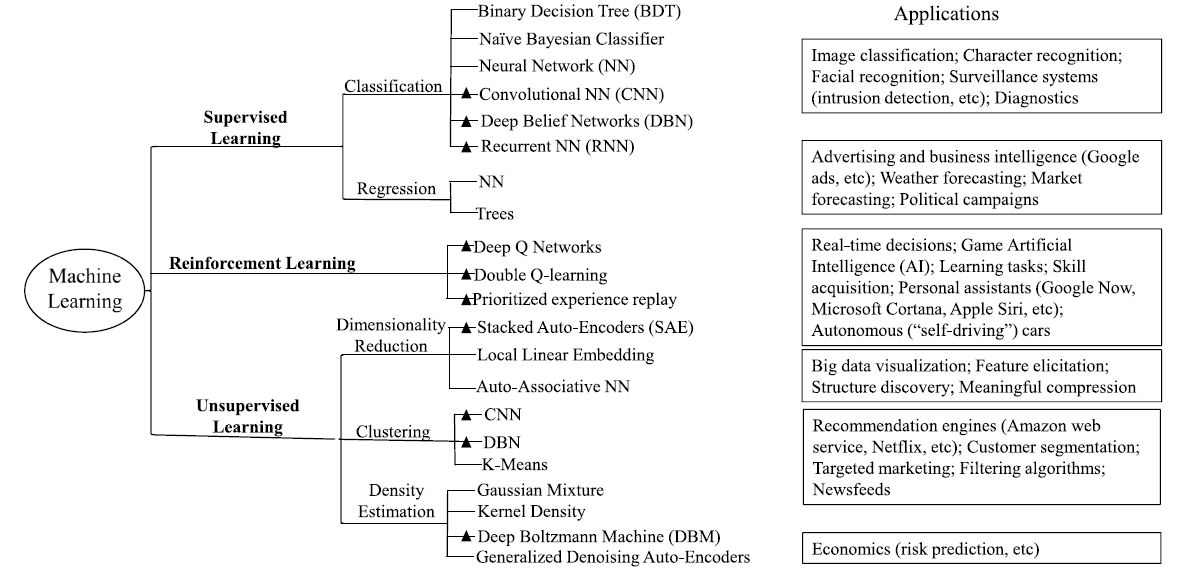 Applications
Binary Decision Tree (BDT)
Naïve Bayesian Classifier
Neural Network (NN)
Classification
Convolutional NN (CNN)
Deep Belief Networks (DBN)
Recurrent NN (RNN)
Supervised
Learning
Regression
NN
Trees
Image classification; Character recognition;
Facial recognition; Surveillance systems
(intrusion detection, etc); Diagnostics
Advertising and business intelligence (Google
ads, etc); Weather forecasting; Market
forecasting; Political campaigns
Machine
Learning
Reinforcement Learning
Deep Q Networks
Double Q-learning
Prioritized experience replay
Real-time decisions; Game Artificial
Intelligence (AI); Learning tasks; Skill
acquisition; Personal assistants (Google Now,
Microsoft Cortana, Apple Siri, etc);
Autonomous (“self-driving”) cars
Unsupervised
Learning
Dimensionality
Reduction
Stacked Auto-Encoders (SAE)
Local Linear Embedding
Auto-Associative NN
Big data visualization; Feature elicitation;
Structure discovery; Meaningful compression
Clustering
CNN
DBN
K-Means
Recommendation engines (Amazon web
service, Netflix, etc); Customer segmentation;
Targeted marketing; Filtering algorithms;
Newsfeeds
Density
Estimation
Gaussian Mixture
Kernel Density
Deep Boltzmann Machine (DBM)
Generalized Denoising Auto-Encoders
Economics (risk prediction, etc)